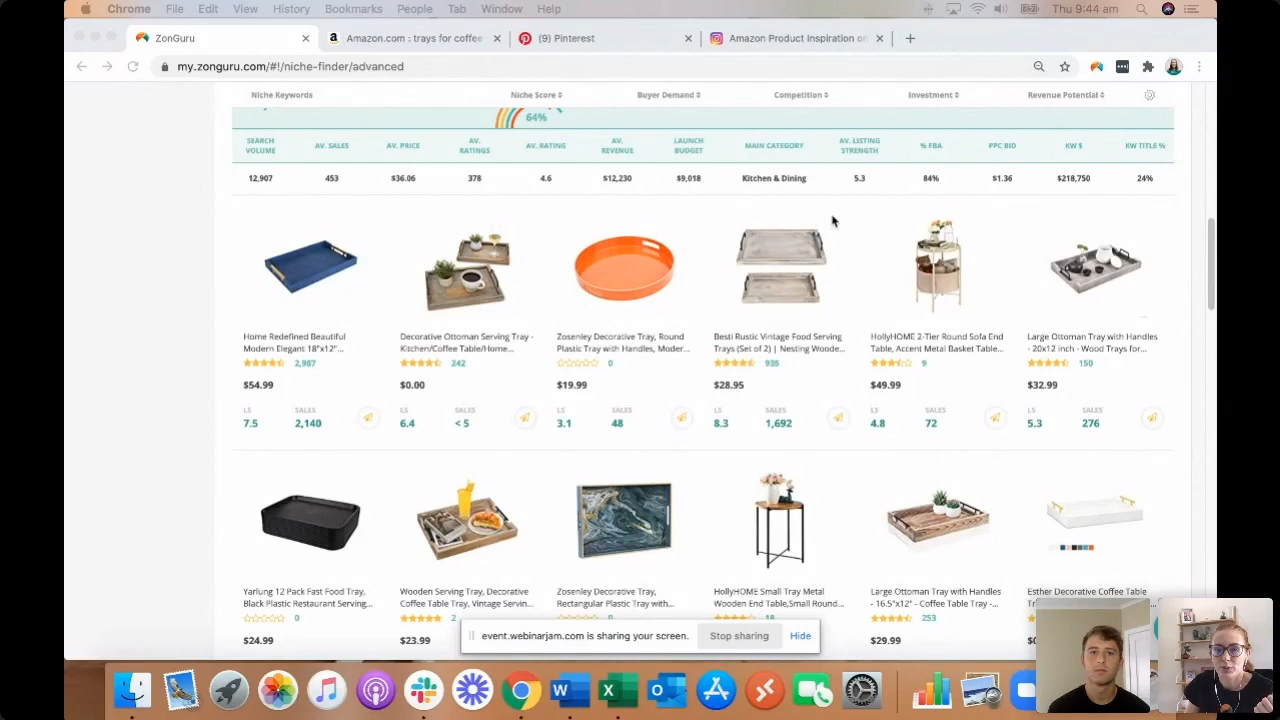 Chrome File Edit View History Bookmarks People Tab Window Help Thu 9:44 am
ZonGuru Amazon.com : trays for coffee (9) Pinterest Amazon Product Inspiration on
my.zonguru.com/#!/niche-finder/advanced
Niche Keywords Niche Score Buyer Demand Competition Investment Revenue Potential
64%
SEARCH VOLUME AV. SALES AV. PRICE AV. RATINGS AV. RATING AV. REVENUE LAUNCH BUDGET MAIN CATEGORY AV. LISTING STRENGTH % FBA PPC BID KW $ KW TITLE %
12,907 453 $36.06 378 4.6 $12,230 $9,018 Kitchen & Dining 5.3 84% $1.36 $218,750 24%
Home Redefined Beautiful Decorative Ottoman Serving Tray - Zosenley Decorative Tray, Round Besti Rustic Vintage Food Serving HollyHOME 2-Tier Round Sofa End Large Ottoman Tray with Handles
Modern Elegant 18"x12"... Kitchen/Coffee Table/Home... Plastic Tray with Handles, Moder... Trays (Set of 2) | Nesting Woode... Table, Accent Metal Basket Table... - 20x12 inch - Wood Trays for...
2,987 242 0 935 9 150
$54.99 $0.00 $19.99 $28.95 $49.99 $32.99
LS SALES LS SALES LS SALES LS SALES LS SALES LS SALES
7.5 2,140 6.4 < 5 3.1 48 8.3 1,692 4.8 72 5.3 276
Yarlung 12 Pack Fast Food Tray, Wooden Serving Tray, Decorative Zosenley Decorative Tray, HollyHOME Small Tray Metal Large Ottoman Tray with Handles Esther Decorative Coffee
Black Plastic Restaurant Serving... Coffee Table Tray, Vintage Servin... Rectangular Plastic Tray with... Wooden End Table,Small Round... - 16.5"x12" - Coffee Table Tray -...
0 2 18 253
$24.99 $23.99 $29.99
event.webinarjam.com is sharing your screen. Stop sharing Hide